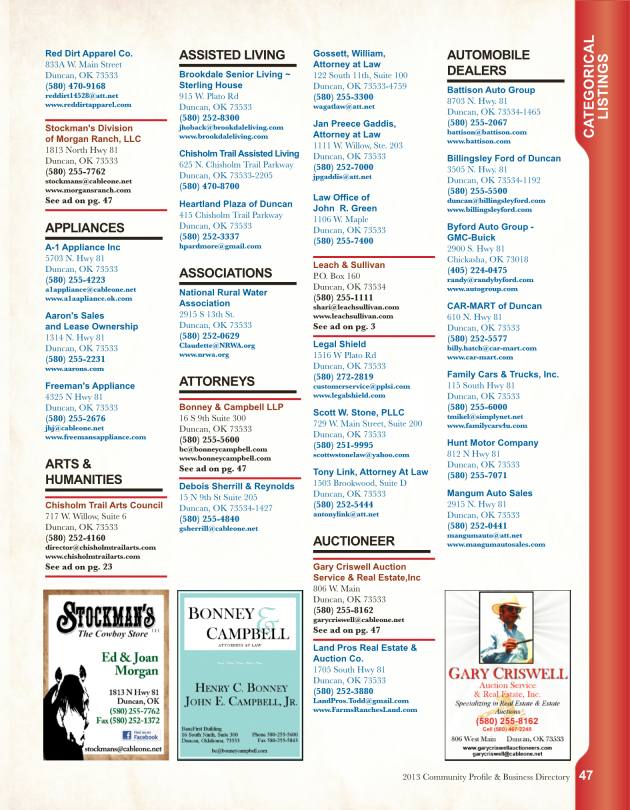 Red Dirt Apparel Co.
833A W. Main Street
Duncan, OK 73533
(580) 470-9168
reddirt14528@att.net
www.reddirtapparel.com
Stockman's Division
of Morgan Ranch, LLC
1813 North Hwy 81
Duncan, OK 73533
(580) 255-7762
stockmans@cableone.net
www.morgansranch.com
See ad on pg. 47
APPLIANCES
A-1 Appliance Inc
5703 N. Hwy 81
Duncan, OK 73533
(580) 255-4223
a1appliance@cableone.net
www.a1aapliance.ok.com
Aaron's Sales
and Lease Ownership
1314 N. Hwy 81
Duncan, OK 73533
(580) 255-2231
www.aarons.com
Freeman's Appliance
4325 N Hwy 81
Duncan, OK 73533
(580) 255-2676
jhj@cableone.net
www.freemansappliance.com
ARTS &
HUMANITIES
Chisholm Trail Arts Council
717 W. Willow, Suite 6
Duncan, OK 73533
(580) 252-4160
director@chisholmtrailarts.com
www.chisholmtrailarts.com
See ad on pg. 23
ASSISTED LIVING
Brookdale Senior Living ~
Sterling House
915 W. Plato Rd
Duncan, OK 73533
(580) 252-8300
jhoback@brookdaleliving.com
www.brookdaleliving.com
Chisholm Trail Assisted Living
625 N. Chisholm Trail Parkway
Duncan, OK 73533-2205
(580) 470-8700
Heartland Plaza of Duncan
415 Chisholm Trail Parkway
Duncan, OK 73533
(580) 252-3337
bpardmore@gmail.com
ASSOCIATIONS
National Rural Water
Association
2915 S 13th St.
Duncan, OK 73533
(580) 252-0629
Claudette@NRWA.org
www.nrwa.org
ATTORNEYS
Bonney & Campbell LLP
16 S 9th Suite 300
Duncan, OK 73533
(580) 255-5600
bc@bonneycampbell.com
www.bonneycampbell.com
See ad on pg. 47
Debois Sherrill & Reynolds
15 N 9th St Suite 205
Duncan, OK 73534-1427
(580) 255-4840
gsherrill@cableone.net
Gossett, William,
Attorney at Law
122 South 11th, Suite 100
Duncan, OK 73533-4759
(580) 255-3300
wagatlaw@att.net
Jan Preece Gaddis,
Attorney at Law
1111 W. Willow, Ste. 203
Duncan, OK 73533
(580) 252-7000
jpgaddis@att.net
Law Office of
John R. Green
1106 W. Maple
Duncan, OK 73533
(580) 255-7400
Leach & Sullivan
P.O. Box 160
Duncan, OK 73534
(580) 255-1111
shari@leachsullivan.com
www.leachsullivan.com
See ad on pg. 3
Legal Shield
1516 W Plato Rd
Duncan, OK 73533
(580) 272-2819
customerservice@pplsi.com
www.legalshield.com
Scott W. Stone, PLLC
729 W. Main Street, Suite 200
Duncan, OK 73533
(580) 251-9995
scottwstonelaw@yahoo.com
Tony Link, Attorney At Law
1503 Brookwood, Suite D
Duncan, OK 73533
(580) 252-5444
antonylink@att.net
AUCTIONEER
Gary Criswell Auction
Service & Real Estate,Inc
806 W. Main
Duncan, OK 73533
(580) 255-8162
garycriswell@cableone.net
See ad on pg. 47
Land Pros Real Estate &
Auction Co.
1705 South Hwy 81
Duncan, OK 73533
(580) 252-3880
LandPros.Todd@gmail.com
www.FarmsRanchesLand.com
AUTOMOBILE
DEALERS
Battison Auto Group
8703 N. Hwy. 81
Duncan, OK 73534-1465
(580) 255-2067
battison@battison.com
www.battison.com
Billingsley Ford of Duncan
3505 N. Hwy. 81
Duncan, OK 73534-1192
(580) 255-5500
duncan@billingsleyford.com
www.billingsleyford.com
Byford Auto Group -
GMC-Buick
2900 S. Hwy 81
Chickasha, OK 73018
(405) 224-0475
randy@randybyford.com
www.autogroup.com
CAR-MART of Duncan
610 N. Hwy 81
Duncan, OK 73533
(580) 252-5577
billy.hatch@car-mart.com
www.car-mart.com
Family Cars & Trucks, Inc.
115 South Hwy 81
Duncan, OK 73533
(580) 255-6000
tmikel@simplynet.net
www.familycars4u.com
Hunt Motor Company
812 N Hwy 81
Duncan, OK 73533
(580) 255-7071
Mangum Auto Sales
2915 N. Hwy 81
Duncan, OK 73533
(580) 252-0441
mangumauto@att.net
www.mangumautosales.com
CATEGORICAL
LISTINGS
STOCKMAN'S
The Cowboy Store
Ed & Joan
Morgan
1813 N Hwy 81
Duncan, OK
(580) 255-7762
Fax (580) 252-1372
Find us on
Facebook
stockmans@cableone.net
BONNEY &
CAMPBELL
ATTORNEYS AT LAW
HENRY C. BONNEY
JOHN E. CAMPBELL, JR.
BancFirst Building
16 South Ninth, Suite 300 Phone 580-255-5600
Duncan, Oklahoma, 73533 Fax 580-255-5843
bc@bonneycampbell.com
GARY CRISWELL
Auction Service
& Real Estate, Inc.
Specializing in Real Estate & Estate
Auctions
(580) 255-8162
Cell (580) 467-2248
806 West Main Duncan, OK 73533
www.garycriswellauctioneers.com
garycriswell@cableone.net
2013 Community Profile & Business Directory 47